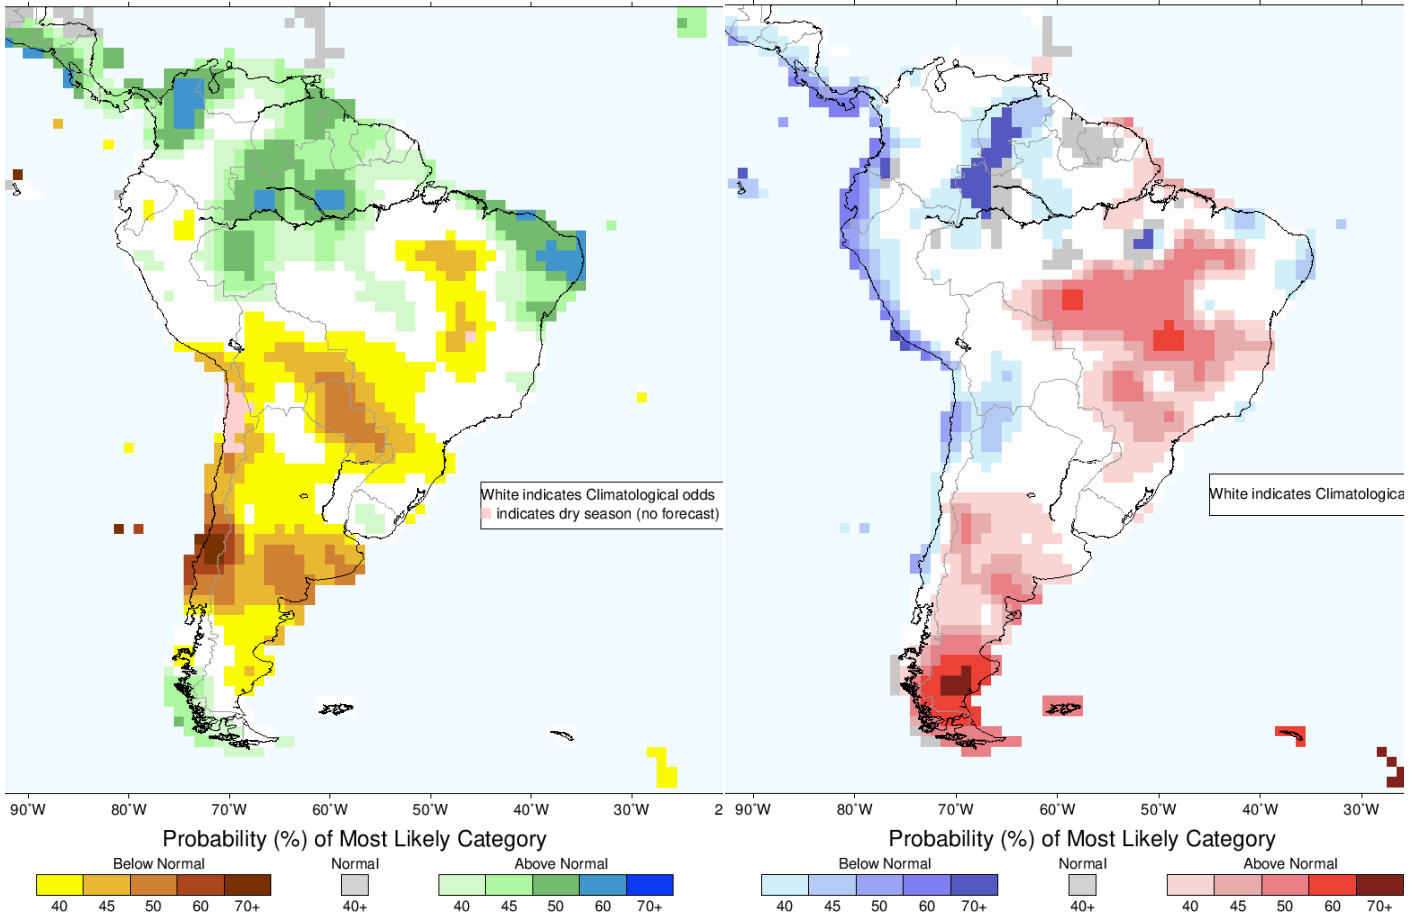 White indicates Climatological odds
indicates dry season (no forecast)
White indicates Climatologica
90°W 80°W 70°W 60°W 50°W 40°W 30°W 2
90°W 80°W 70°W 60°W 50°W 40°W 30°W
Probability (%) of Most Likely Category
Below Normal Normal Above Normal
40 45 50 60 70+ 40+ 40 45 50 60 70+
Probability (%) of Most Likely Category
Below Normal Normal Above Normal
40 45 50 60 70+ 40+ 40 45 50 60 70+